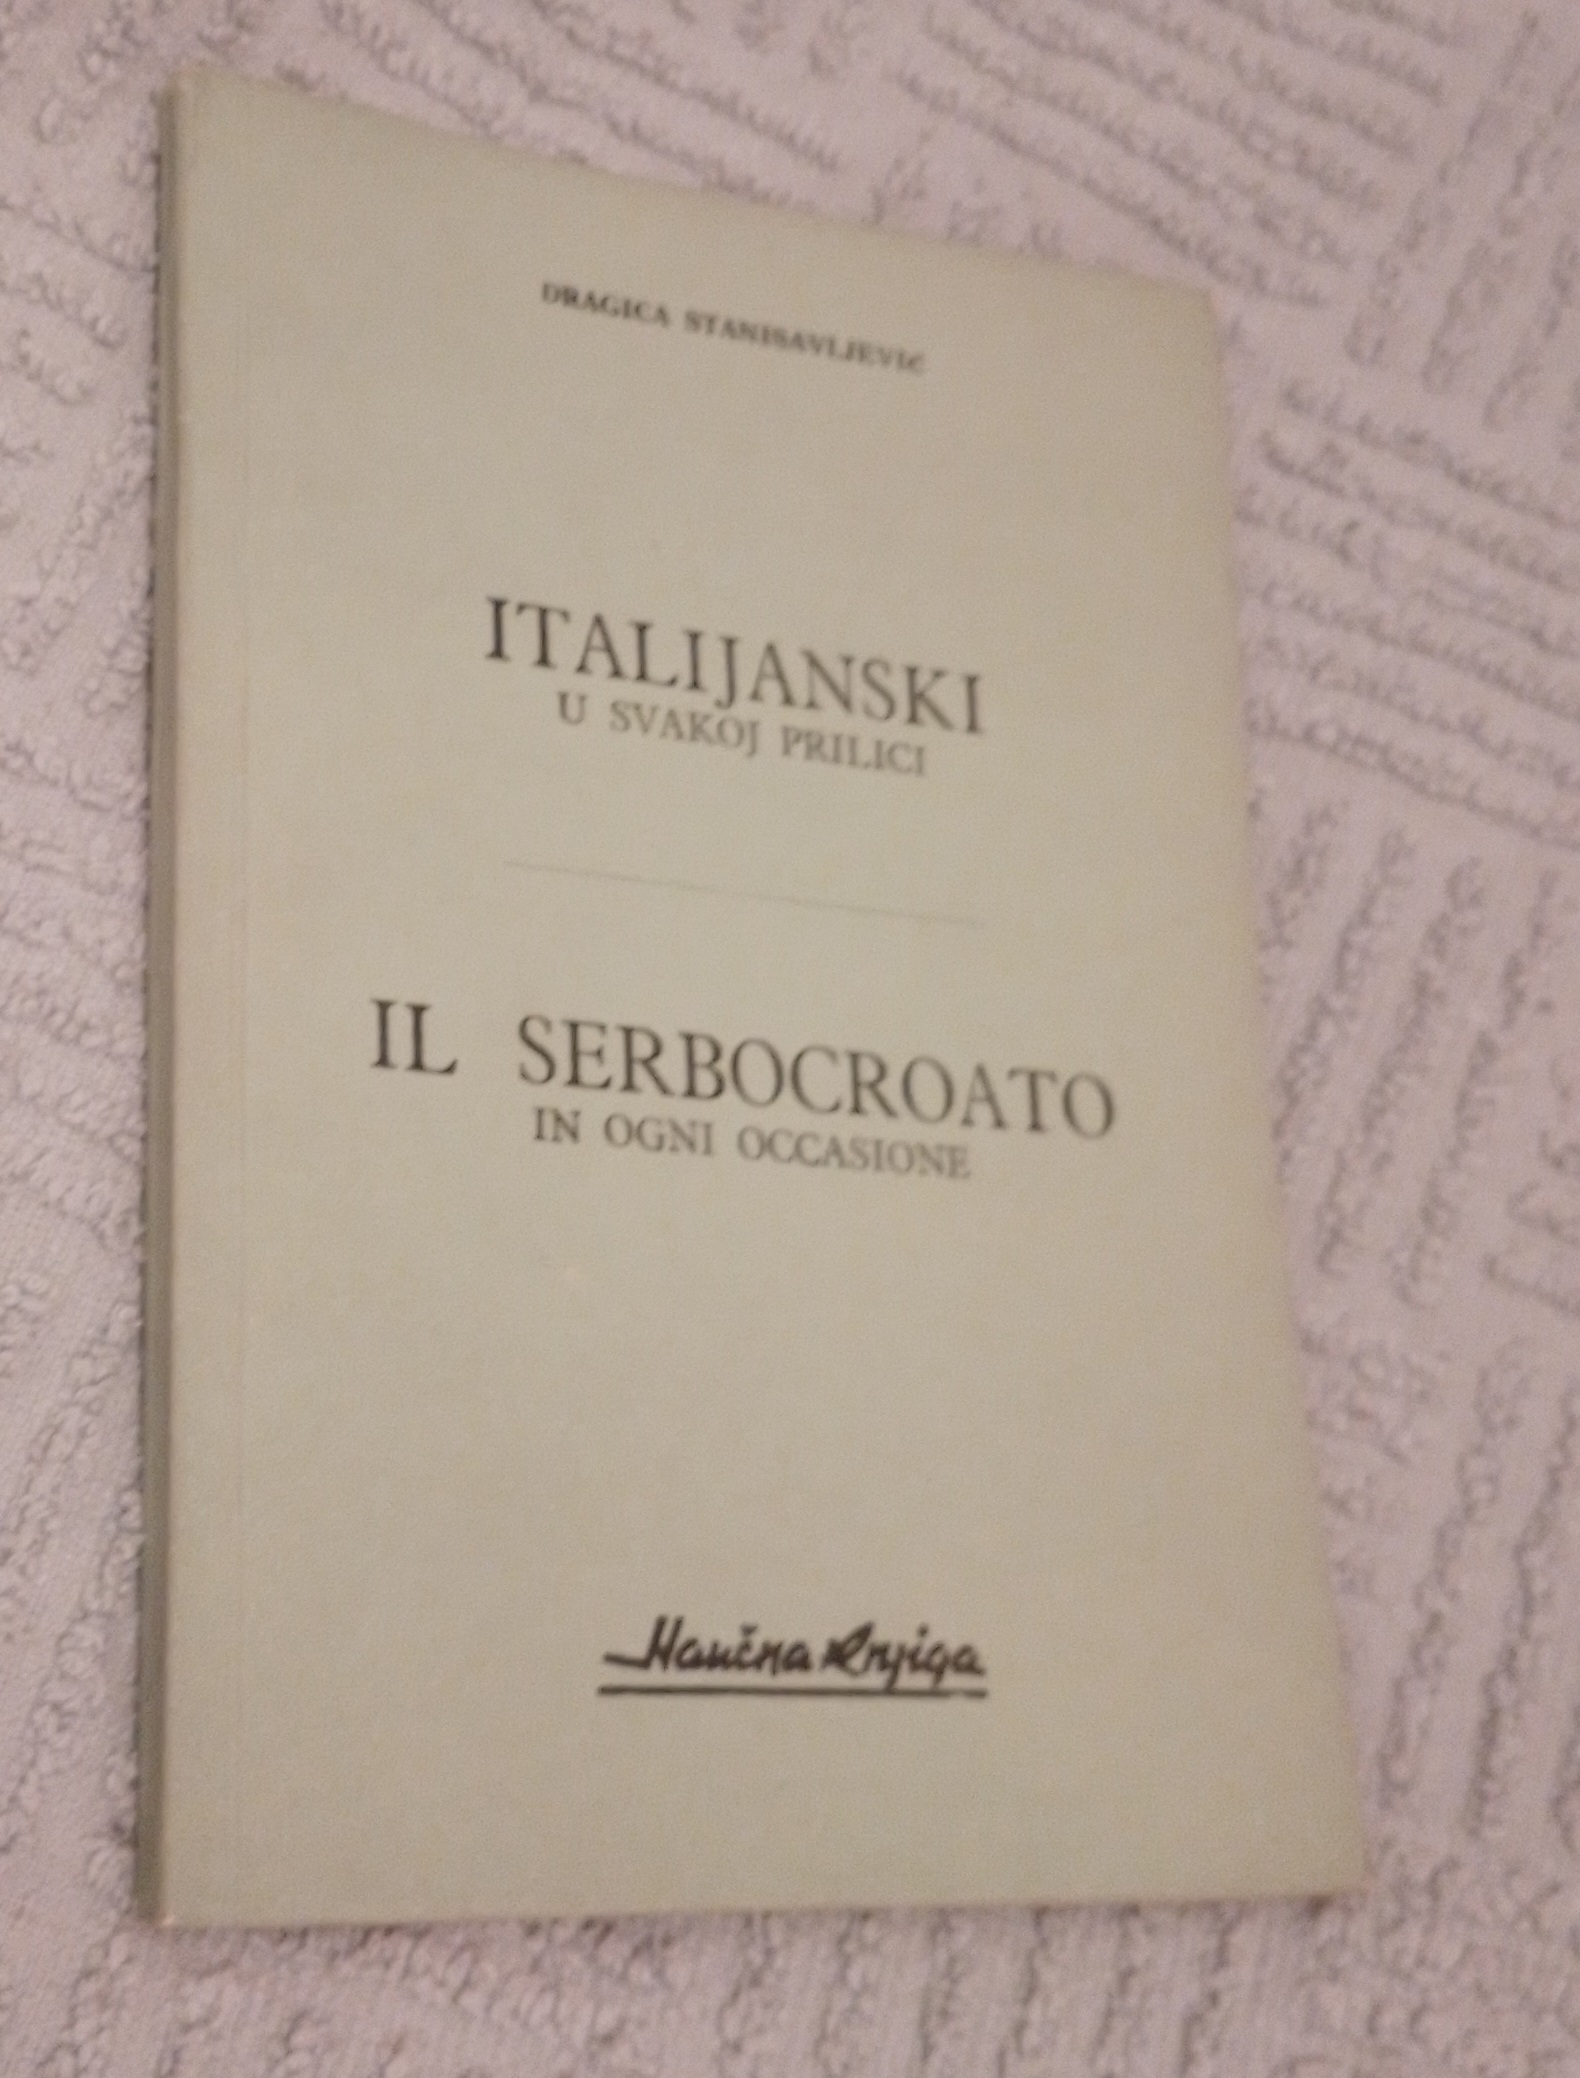 DRAGICA STANISAVLJEVIĆ
ITALIJANSKI
U SVAKOJ PRILICI
IL SERBOCROATO
IN OGNI OCCASIONE
Naučna Knjiga